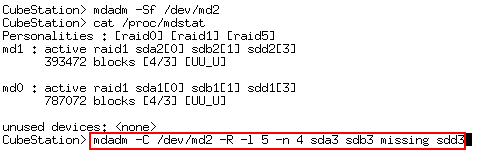 CubeStation> mdadm -Sf /dev/md2
CubeStation> cat /proc/mdstat
Personalities : [raid0] [raid1] [raid5]
md1 : active raid1 sda2[0] sdb2[1] sdd2[3]
      393472 blocks [4/3] [UU_U]

md0 : active raid1 sda1[0] sdb1[1] sdd1[3]
      787072 blocks [4/3] [UU_U]

unused devices: <none>
CubeStation> mdadm -C /dev/md2 -R -l 5 -n 4 sda3 sdb3 missing sdd3